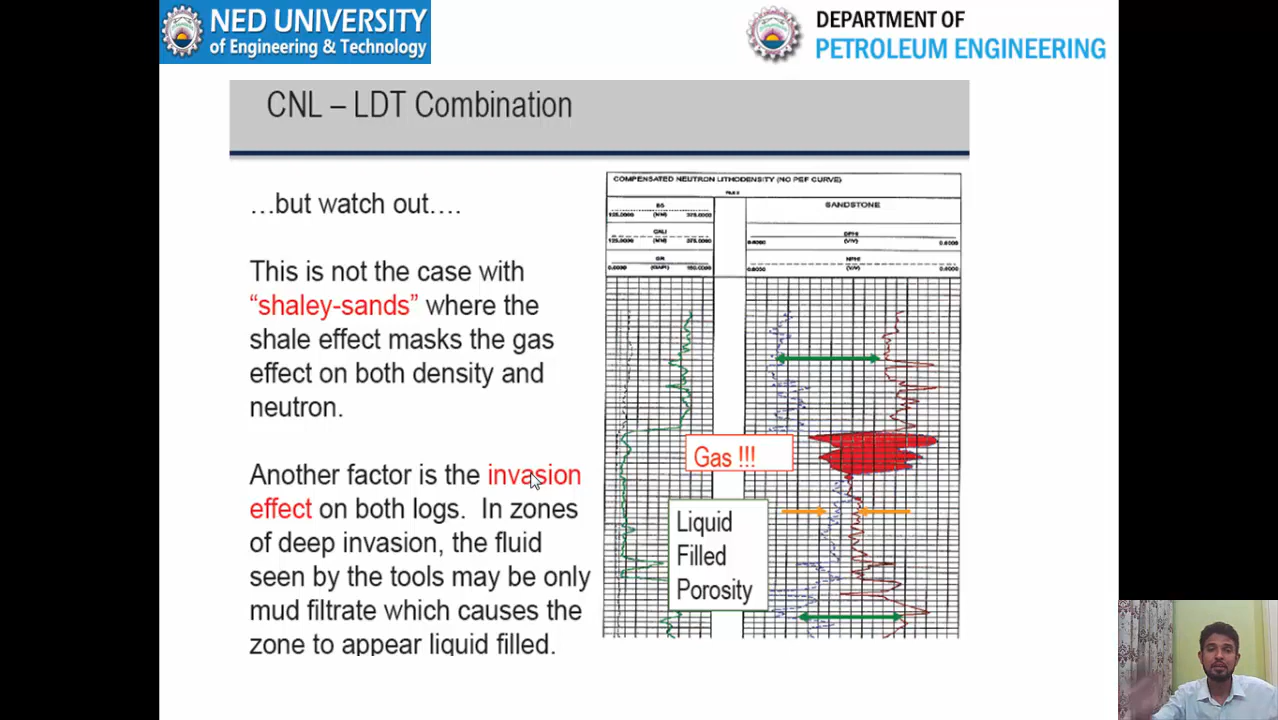 NED UNIVERSITY
of Engineering & Technology
DEPARTMENT OF
PETROLEUM ENGINEERING
CNL – LDT Combination
…but watch out….
This is not the case with
“shaley-sands” where the
shale effect masks the gas
effect on both density and
neutron.
Another factor is the invasion
effect on both logs. In zones
of deep invasion, the fluid
seen by the tools may be only
mud filtrate which causes the
zone to appear liquid filled.
COMPENSATED NEUTRON LITHODENSITY (NO PEF CURVE)
SANDSTONE
Gas !!!
Liquid
Filled
Porosity